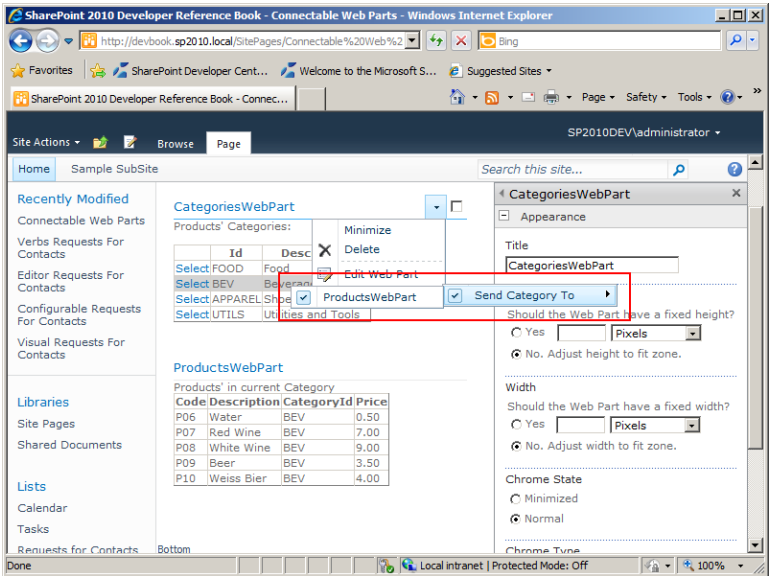 SharePoint 2010 Developer Reference Book - Connectable Web Parts - Windows Internet Explorer
http://devbook.sp2010.local/SitePages/Connectable%20Web%2
Bing
Favorites SharePoint Developer Cent... Welcome to the Microsoft S... Suggested Sites
SharePoint 2010 Developer Reference Book - Connec...
Page Safety Tools
SP2010DEV\administrator
Site Actions Browse Page
Home Sample SubSite
Search this site...
Recently Modified
Connectable Web Parts
Verbs Requests For
Contacts
Editor Requests For
Contacts
Configurable Requests
For Contacts
Visual Requests For
Contacts
Libraries
Site Pages
Shared Documents
Lists
Calendar
Tasks
Requests for Contacts
CategoriesWebPart
Products' Categories:
Id Desc
Select FOOD Food
Select BEV Beverage
Select APPAREL Shoe
Select UTILS Utilities and Tools
Minimize
Delete
Edit Web Part
Send Category To
ProductsWebPart
ProductsWebPart
Products' in current Category
Code Description CategoryId Price
P06 Water BEV 0.50
P07 Red Wine BEV 7.00
P08 White Wine BEV 9.00
P09 Beer BEV 3.50
P10 Weiss Bier BEV 4.00
Bottom
CategoriesWebPart
Appearance
Title
CategoriesWebPart
Should the Web Part have a fixed height?
Yes Pixels
No. Adjust height to fit zone.
Width
Should the Web Part have a fixed width?
Yes Pixels
No. Adjust width to fit zone.
Chrome State
Minimized
Normal
Chrome Type
Done
Local intranet | Protected Mode: Off
100%